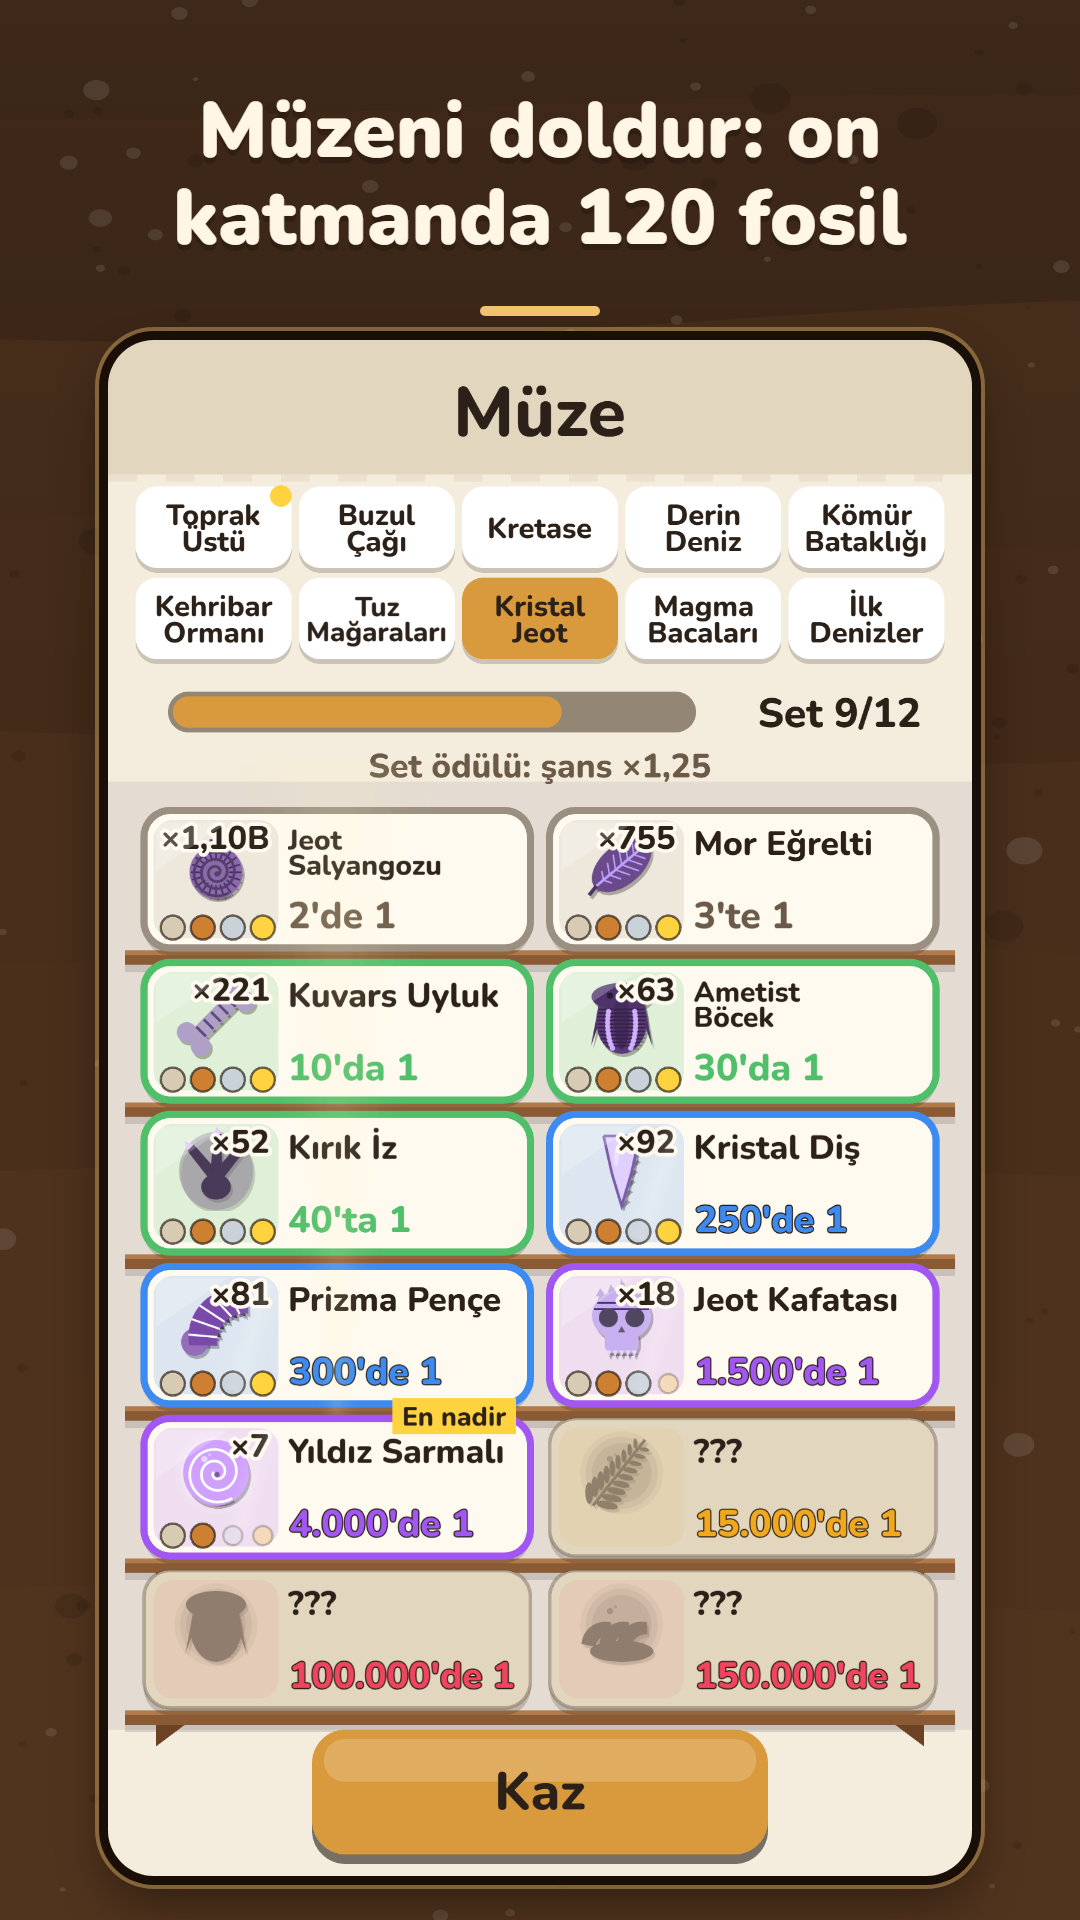 Müzeni doldur: on
katmanda 120 fosil
Müze
Toprak
Üstü
Buzul
Çağı
Kretase
Derin
Deniz
Kömür
Bataklığı
Kehribar
Ormanı
Tuz
Mağaraları
Kristal
Jeot
Magma
Bacaları
İlk
Denizler
Set 9/12
Set ödülü: şans ×1,25
×1,10B
Jeot
Salyangozu
2'de 1
×755
Mor Eğrelti
3'te 1
×221
Kuvars Uyluk
10'da 1
×63
Ametist
Böcek
30'da 1
×52
Kırık İz
40'ta 1
×92
Kristal Diş
250'de 1
×81
Prizma Pençe
300'de 1
×18
Jeot Kafatası
1.500'de 1
En nadir
×7
Yıldız Sarmalı
4.000'de 1
???
15.000'de 1
???
100.000'de 1
???
150.000'de 1
Kaz